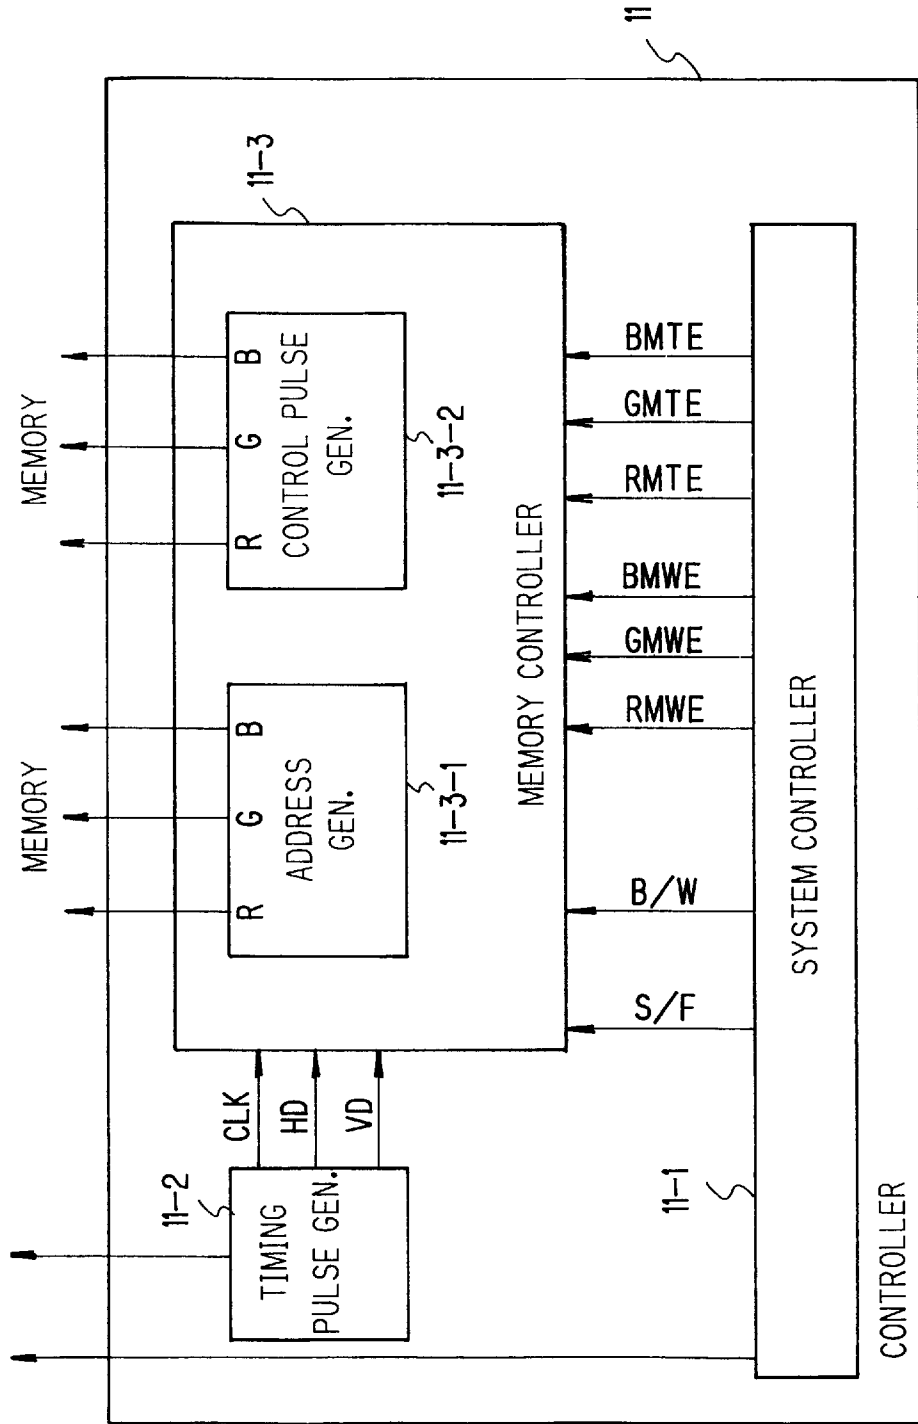 MEMORY
MEMORY
11
11-3
R
G
B
ADDRESS
GEN.
11-3-1
R
G
B
CONTROL PULSE
GEN.
11-3-2
MEMORY CONTROLLER
11-2
TIMING
PULSE GEN.
CLK
HD
VD
S/F
B/W
RMWE
GMWE
BMWE
RMTE
GMTE
BMTE
11-1
SYSTEM CONTROLLER
CONTROLLER